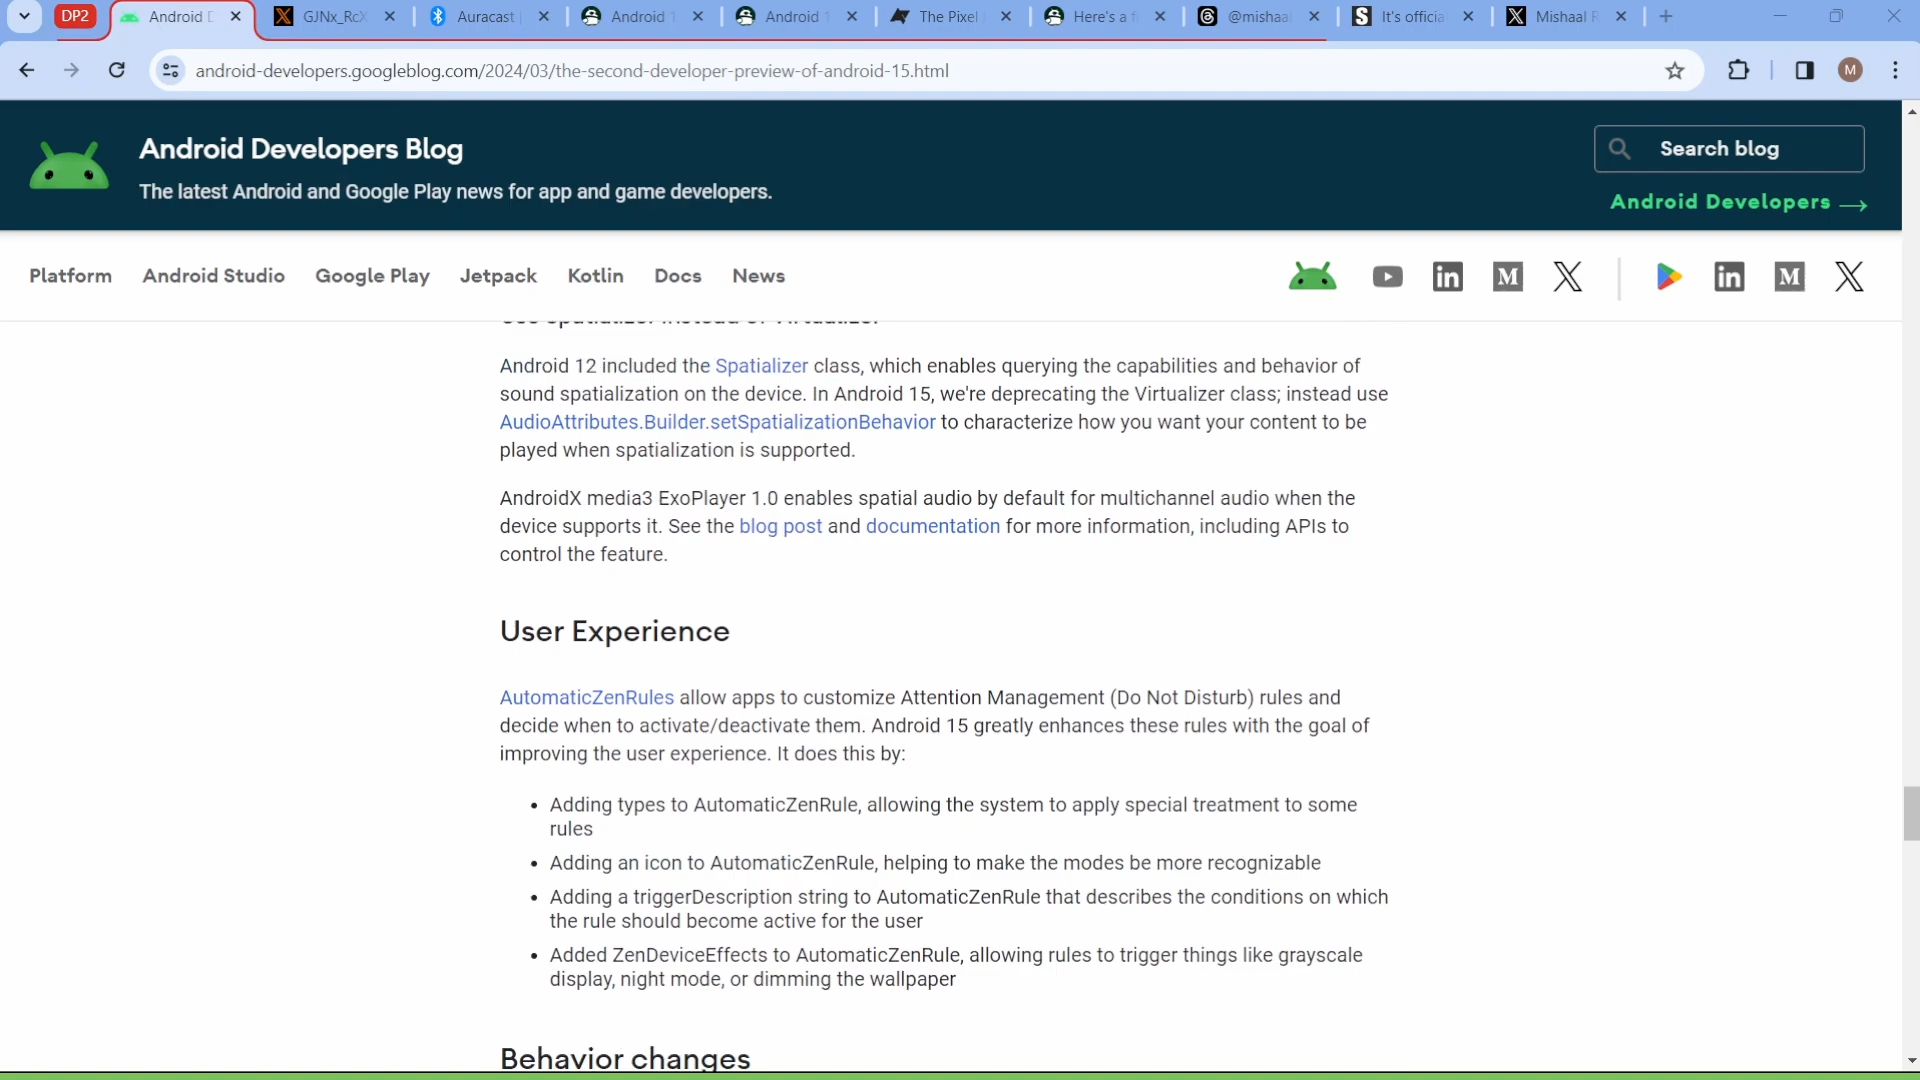 DP2
Android D
GJNx_RcX
Auracast
Android 1
Android 1
The Pixel
Here's a f
@mishaal
It's officia
Mishaal R
android-developers.googleblog.com/2024/03/the-second-developer-preview-of-android-15.html
M
Android Developers Blog
The latest Android and Google Play news for app and game developers.
Search blog
Android Developers
Platform
Android Studio
Google Play
Jetpack
Kotlin
Docs
News
Use Spatializer instead of Virtualizer
Android 12 included the Spatializer class, which enables querying the capabilities and behavior of
sound spatialization on the device. In Android 15, we're deprecating the Virtualizer class; instead use
AudioAttributes.Builder.setSpatializationBehavior to characterize how you want your content to be
played when spatialization is supported.
AndroidX media3 ExoPlayer 1.0 enables spatial audio by default for multichannel audio when the
device supports it. See the blog post and documentation for more information, including APIs to
control the feature.
User Experience
AutomaticZenRules allow apps to customize Attention Management (Do Not Disturb) rules and
decide when to activate/deactivate them. Android 15 greatly enhances these rules with the goal of
improving the user experience. It does this by:
• Adding types to AutomaticZenRule, allowing the system to apply special treatment to some
rules
• Adding an icon to AutomaticZenRule, helping to make the modes be more recognizable
• Adding a triggerDescription string to AutomaticZenRule that describes the conditions on which
the rule should become active for the user
• Added ZenDeviceEffects to AutomaticZenRule, allowing rules to trigger things like grayscale
display, night mode, or dimming the wallpaper
Behavior changes